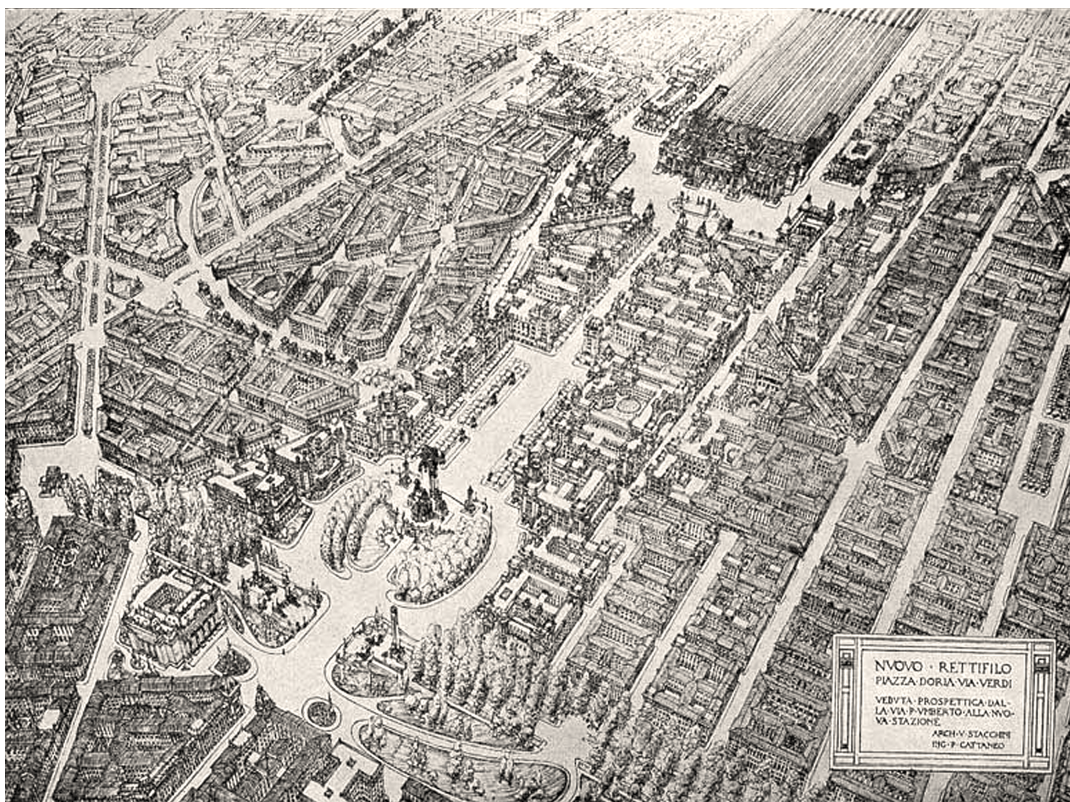 NVOVO · RETTIFILO
PIAZZA · DORIA · VIA · VERDI
VEDVTA · PROSPETTICA · DAL-
LA · VIA · P · VMBERTO · ALLA · NVO-
VA · STAZIONE.
ARCH · V · STACCHINI
ING · P · CATTANEO